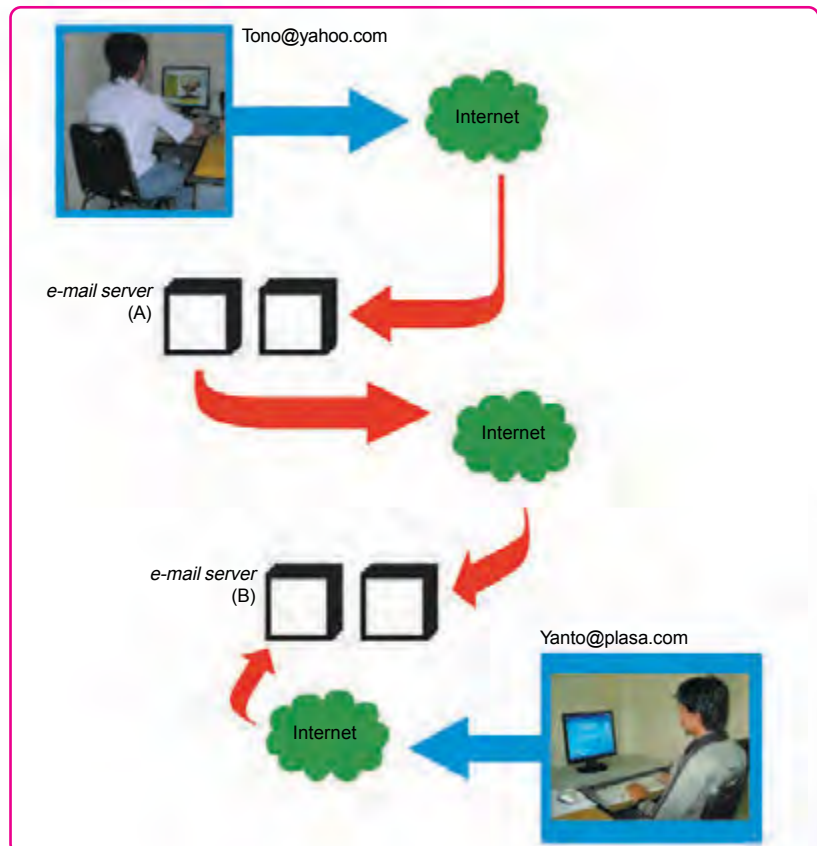 Tono@yahoo.com
Internet
e-mail server
(A)
Internet
e-mail server
(B)
Yanto@plasa.com
Internet